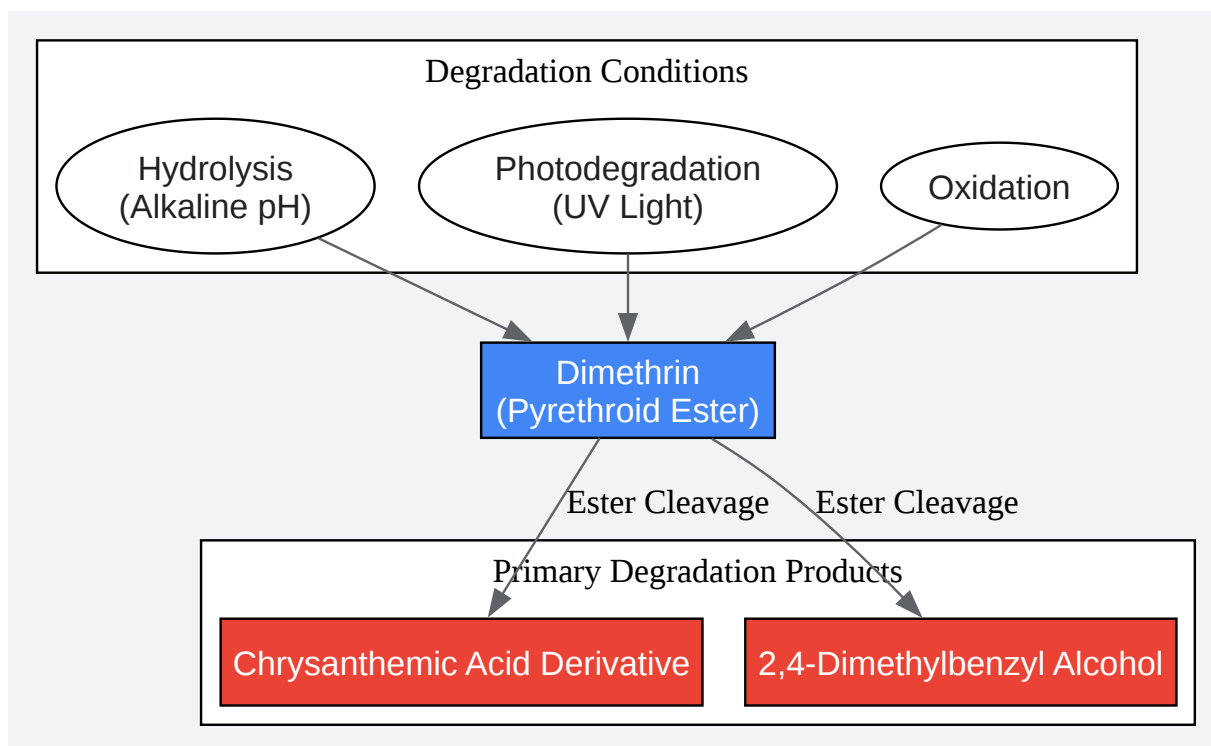 Degradation Conditions
Hydrolysis
(Alkaline pH)
Photodegradation
(UV Light)
Oxidation
Dimethrin
(Pyrethroid Ester)
Ester Cleavage
Ester Cleavage
Primary Degradation Products
Chrysanthemic Acid Derivative
2,4-Dimethylbenzyl Alcohol